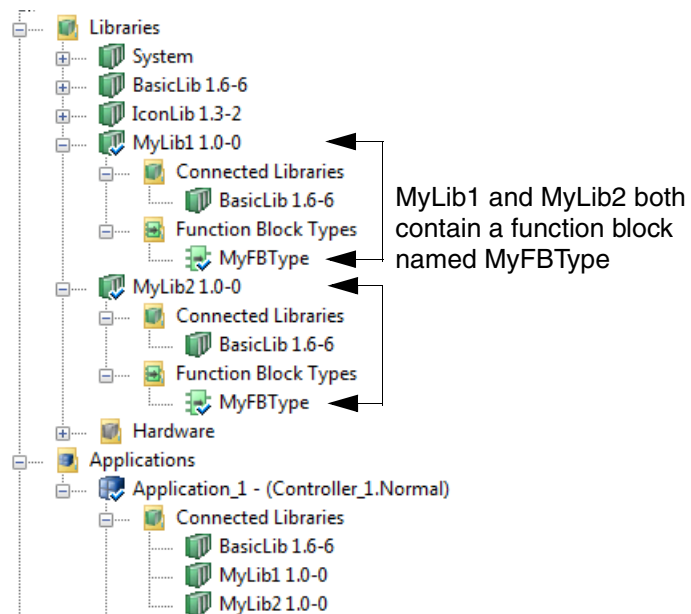 Libraries
System
BasicLib 1.6-6
IconLib 1.3-2
MyLib1 1.0-0
Connected Libraries
BasicLib 1.6-6
Function Block Types
MyFBType
MyLib1 and MyLib2 both
contain a function block
named MyFBType
MyLib2 1.0-0
Connected Libraries
BasicLib 1.6-6
Function Block Types
MyFBType
Hardware
Applications
Application_1 - (Controller_1.Normal)
Connected Libraries
BasicLib 1.6-6
MyLib1 1.0-0
MyLib2 1.0-0